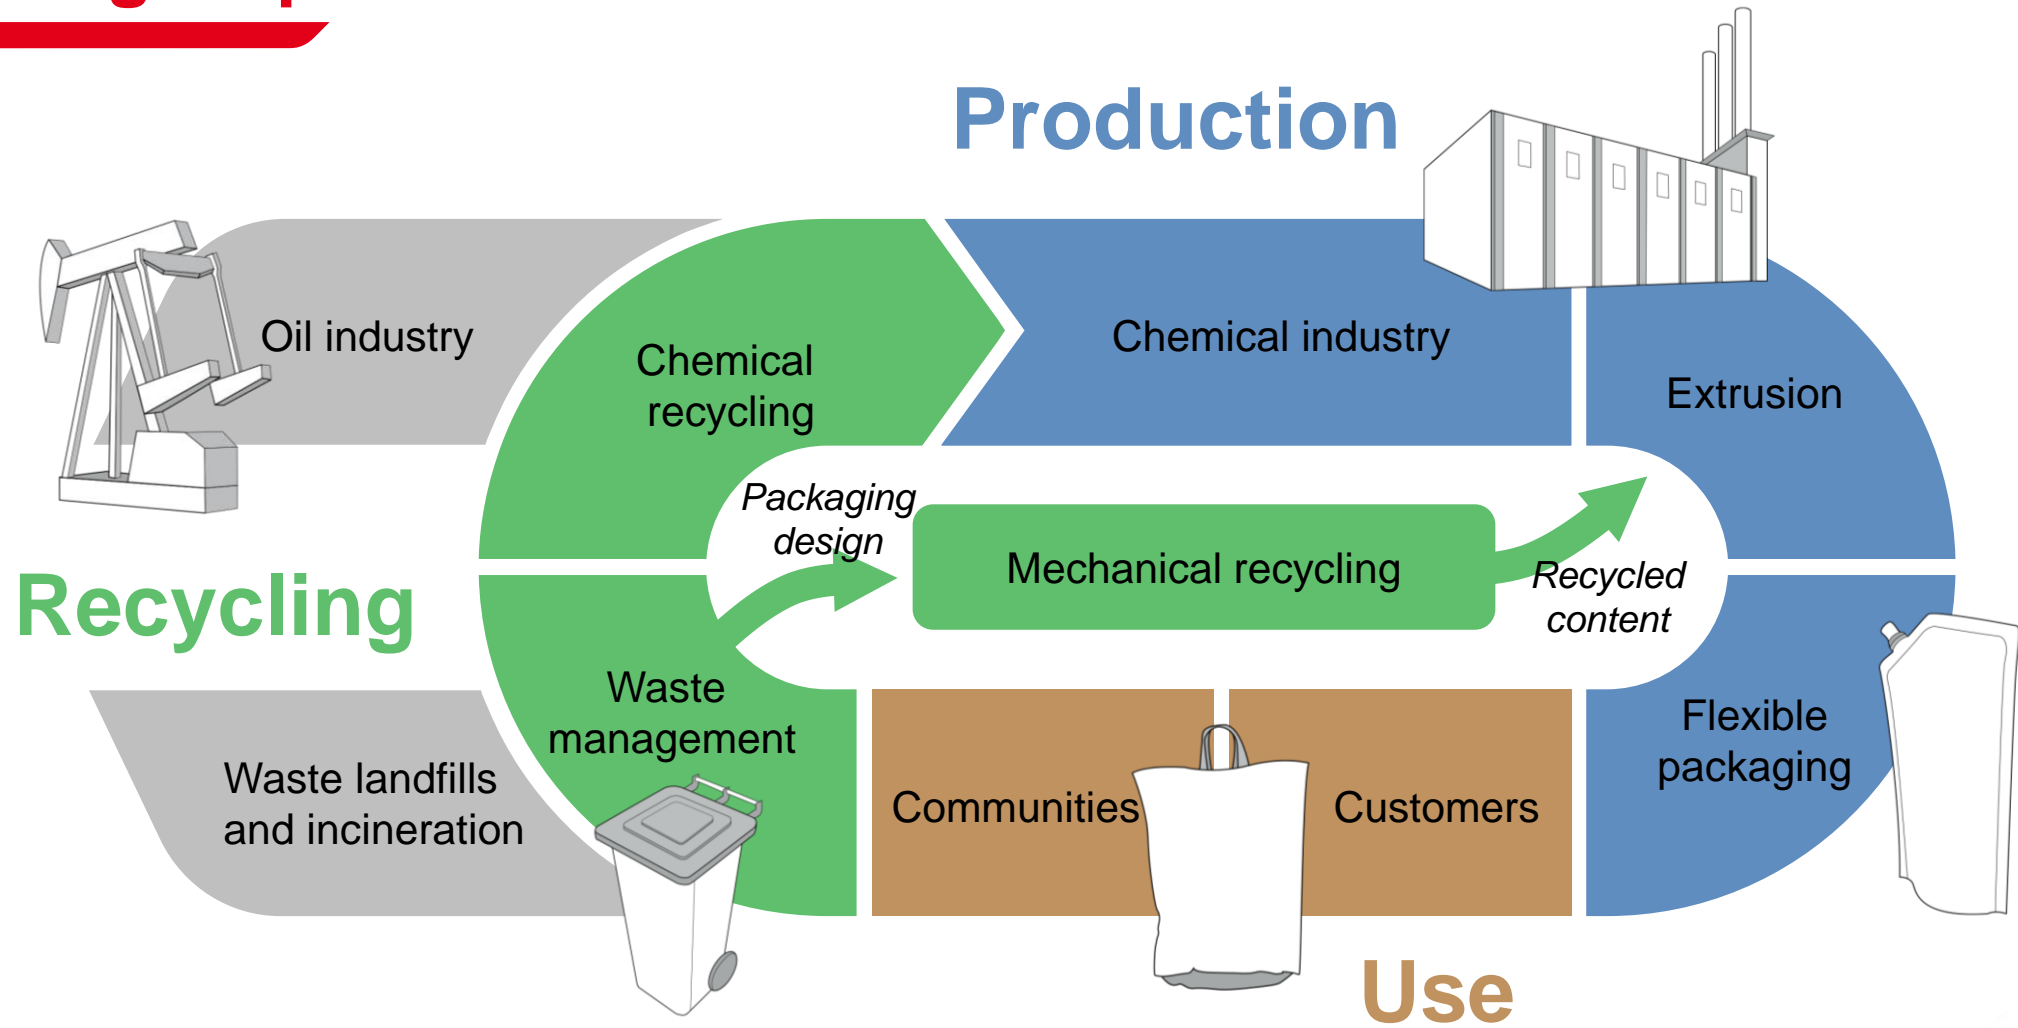 Production
Oil industry
Chemical
recycling
Chemical industry
Extrusion
Packaging
design
Mechanical recycling
Recycled
content
Recycling
Waste
management
Flexible
packaging
Waste landfills
and incineration
Communities
Customers
Use